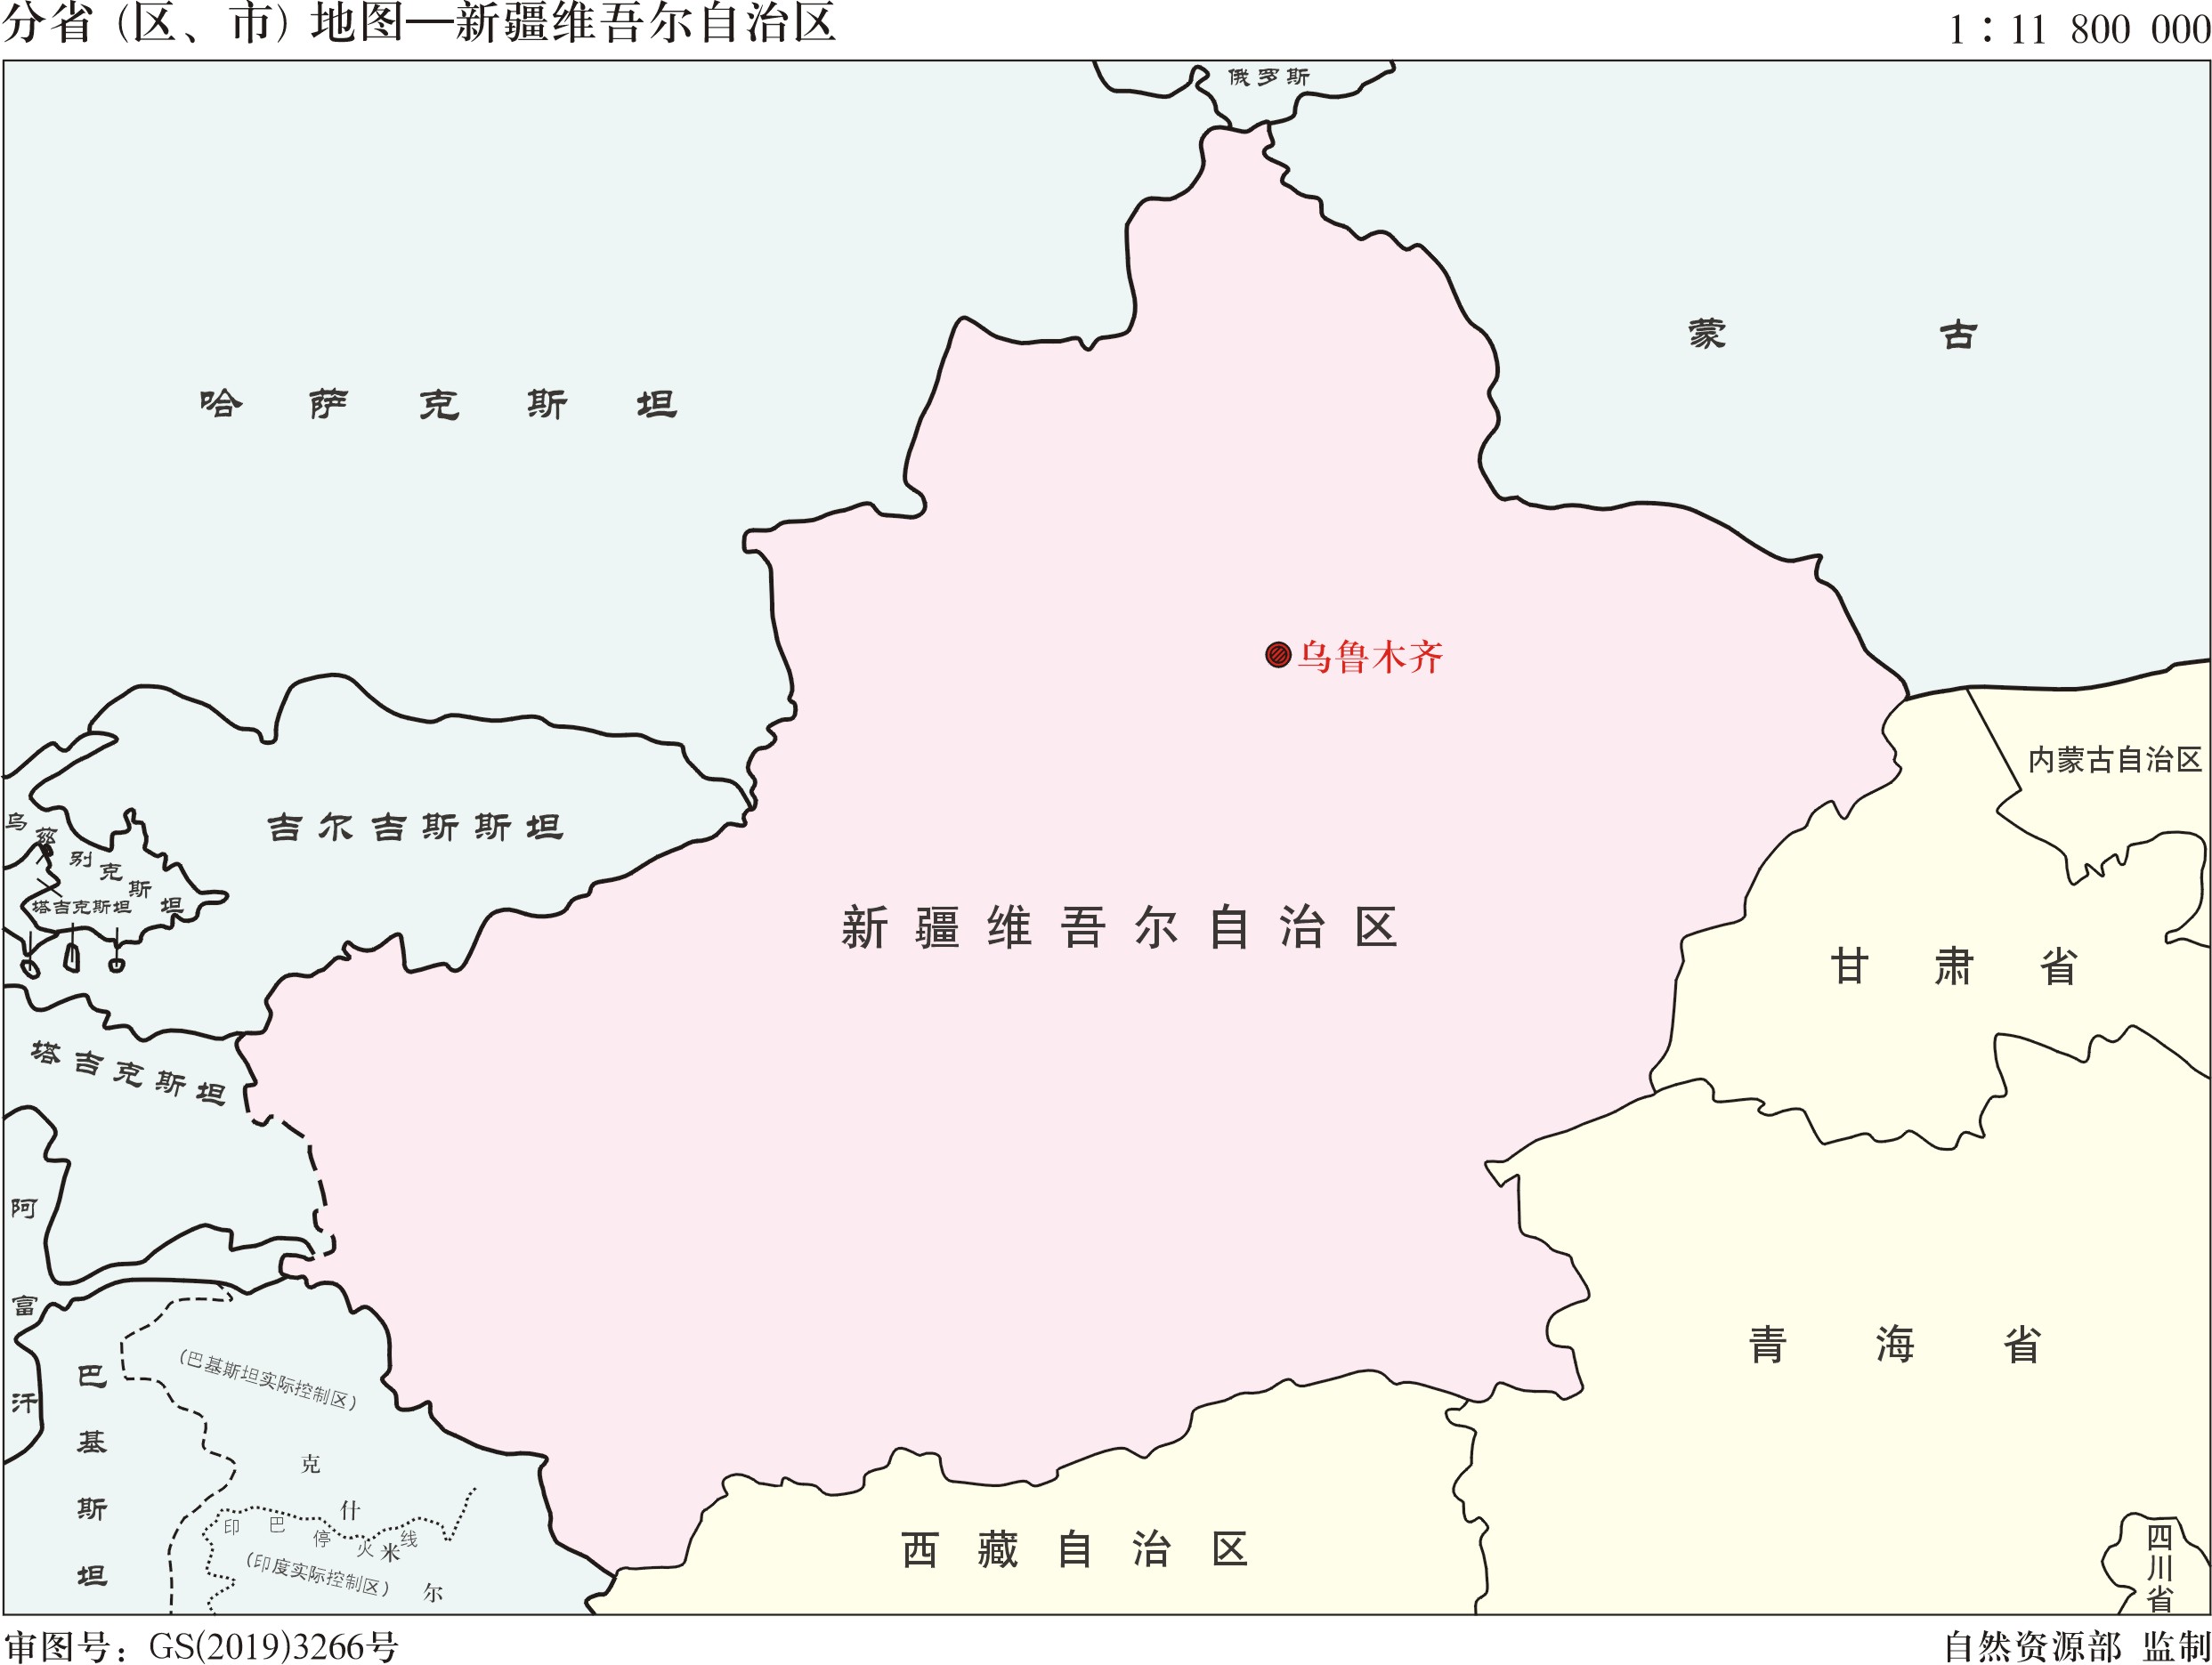 分省（区、市）地图—新疆维吾尔自治区
1：11 800 000
俄罗斯
蒙古
哈萨克斯坦
乌鲁木齐
内蒙古自治区
吉尔吉斯斯坦
乌兹别克斯坦
塔吉克斯坦
新疆维吾尔自治区
甘肃省
塔吉克斯坦
阿富汗
青海省
巴基斯坦
（巴基斯坦实际控制区）
克什米尔
印巴停火线
（印度实际控制区）
西藏自治区
四川省
审图号：GS(2019)3266号
自然资源部 监制